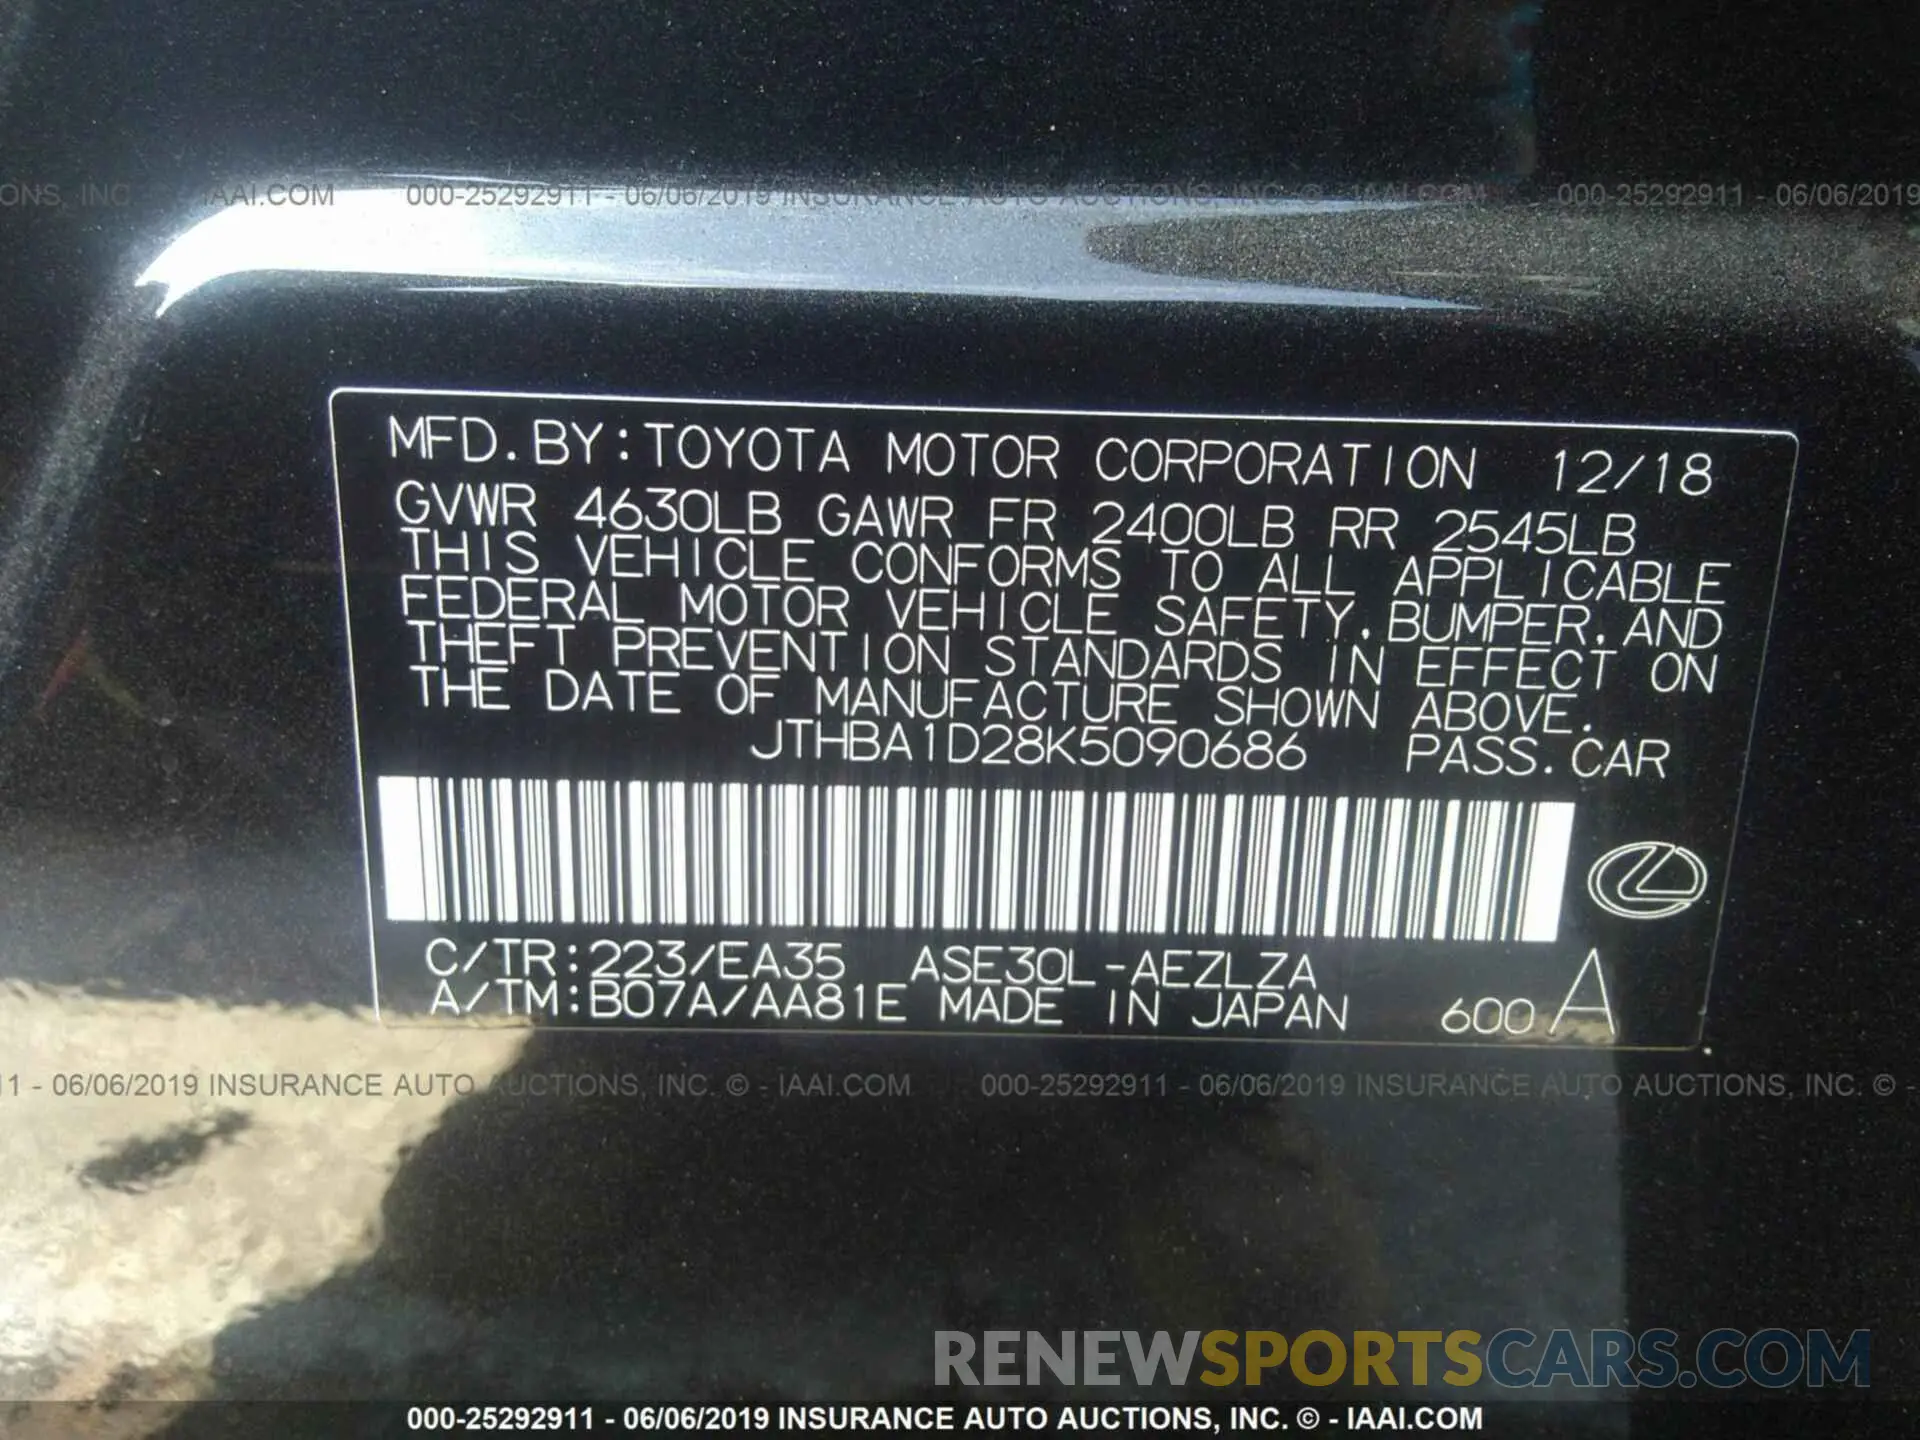 ONS, INC. © - IAAI.COM 000-25292911 - 06/06/2019 INSURANCE AUTO AUCTIONS, INC. © - IAAI.COM 000-25292911 - 06/06/2019
MFD.BY:TOYOTA MOTOR CORPORATION 12/18
GVWR 4630LB GAWR FR 2400LB RR 2545LB
THIS VEHICLE CONFORMS TO ALL APPLICABLE
FEDERAL MOTOR VEHICLE SAFETY,BUMPER,AND
THEFT PREVENTION STANDARDS IN EFFECT ON
THE DATE OF MANUFACTURE SHOWN ABOVE.
JTHBA1D28K5090686 PASS.CAR
C/TR:223/EA35 ASE30L-AEZLZA
A/TM:B07A/AA81E MADE IN JAPAN 600 A
11 - 06/06/2019 INSURANCE AUTO AUCTIONS, INC. © - IAAI.COM 000-25292911 - 06/06/2019 INSURANCE AUTO AUCTIONS, INC. © -
RENEWSPORTSCARS.COM
000-25292911 - 06/06/2019 INSURANCE AUTO AUCTIONS, INC. © - IAAI.COM